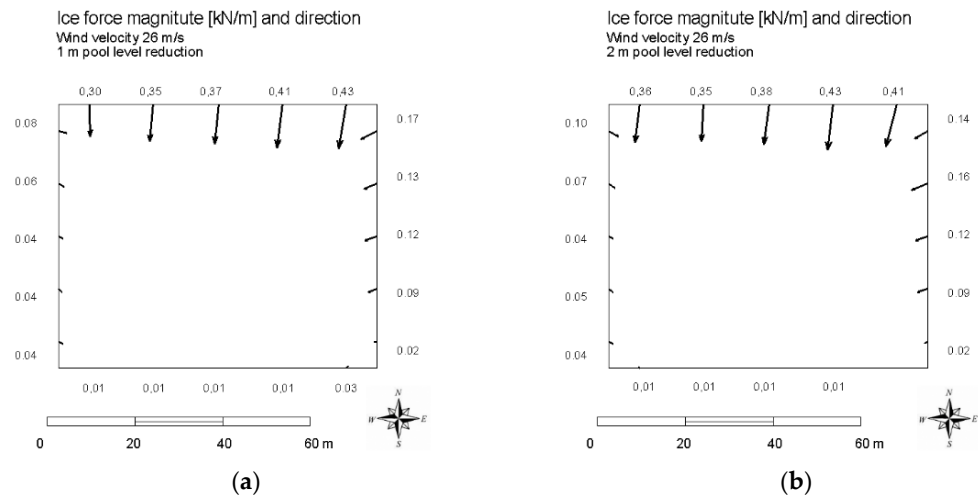 Ice force magnitute [kN/m] and direction
Wind velocity 26 m/s
1 m pool level reduction
0,30 0,35 0,37 0,41 0,43
0.08 0.17
0.06 0.13
0.04 0.12
0.04 0.09
0.04 0.02
0,01 0,01 0,01 0,01 0.03
N
W E
S
0 20 40 60 m
(a)
Ice force magnitute [kN/m] and direction
Wind velocity 26 m/s
2 m pool level reduction
0,36 0,35 0,38 0,43 0,41
0.10 0.14
0.07 0.16
0.04 0.12
0.05 0.09
0.04 0.02
0,01 0,01 0,01 0,01
N
W E
S
0 20 40 60 m
(b)